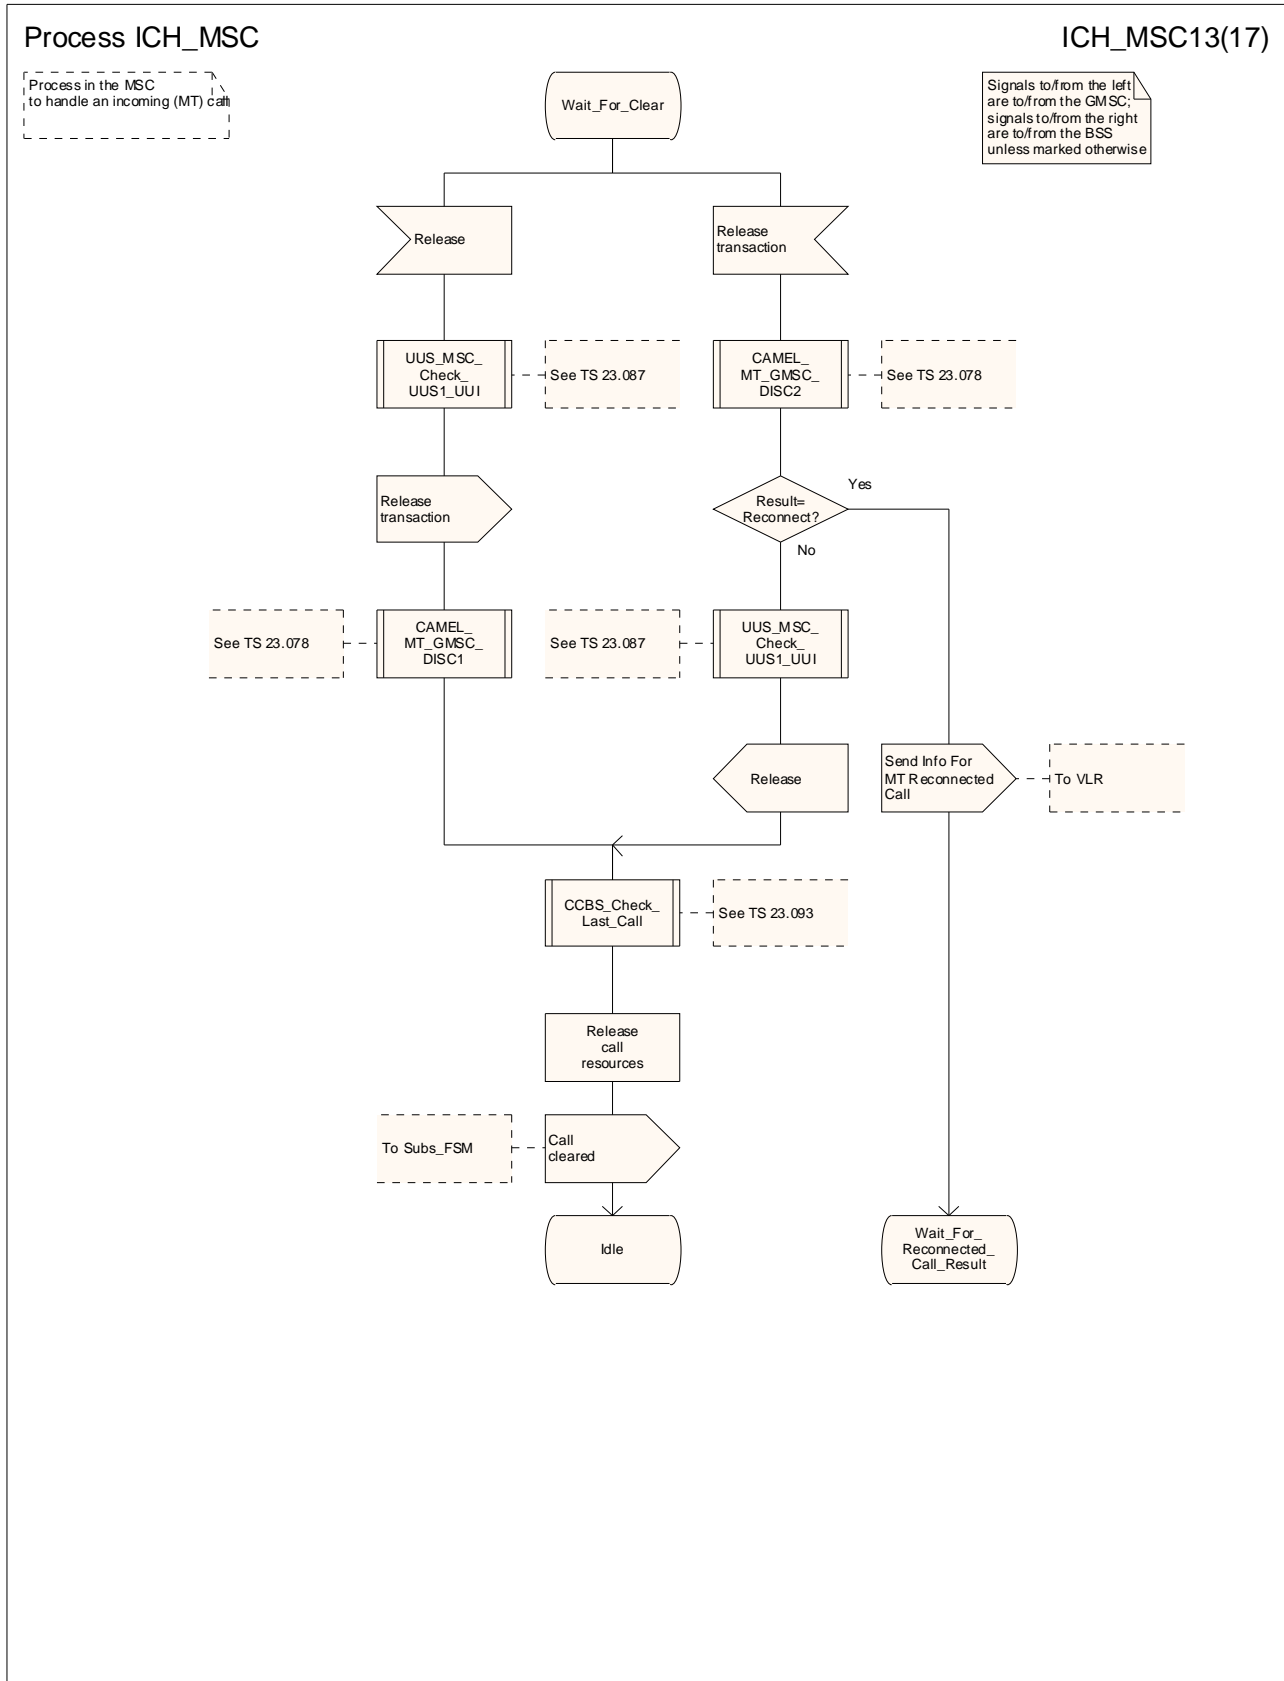 Process ICH_MSC
ICH_MSC13(17)
Process in the MSC
to handle an incoming (MT) call
Wait_For_Clear
Signals to/from the left
are to/from the GMSC;
signals to/from the right
are to/from the BSS
unless marked otherwise
Release
Release
transaction
UUS_MSC_
Check_
UUS1_UUI
See TS 23.087
CAMEL_
MT_GMSC_
DISC2
See TS 23.078
Release
transaction
Result=
Reconnect?
Yes
No
See TS 23.078
CAMEL_
MT_GMSC_
DISC1
See TS 23.087
UUS_MSC_
Check_
UUS1_UUI
Release
Send Info For
MT Reconnected
Call
To VLR
CCBS_Check_
Last_Call
See TS 23.093
Release
call
resources
To Subs_FSM
Call
cleared
Idle
Wait_For_
Reconnected_
Call_Result